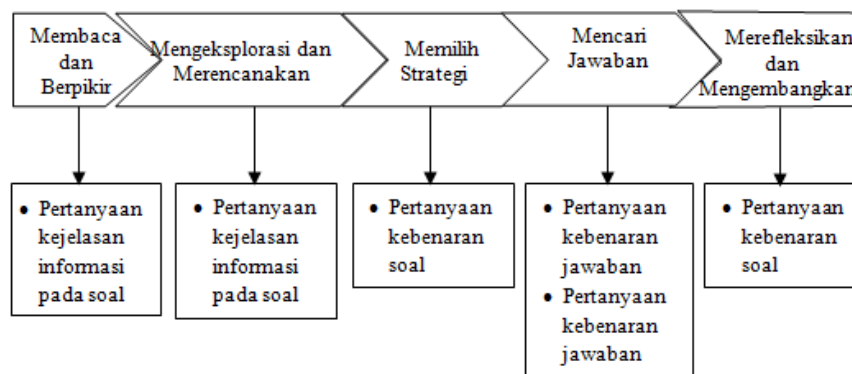 Membaca
dan
Berpikir
Mengeksplorasi dan
Merencanakan
Memilih
Strategi
Mencari
Jawaban
Merefleksikan
dan
Mengembangkan
• Pertanyaan
kejelasan
informasi
pada soal
• Pertanyaan
kejelasan
informasi
pada soal
• Pertanyaan
kebenaran
soal
• Pertanyaan
kebenaran
jawaban
• Pertanyaan
kebenaran
jawaban
• Pertanyaan
kebenaran
soal